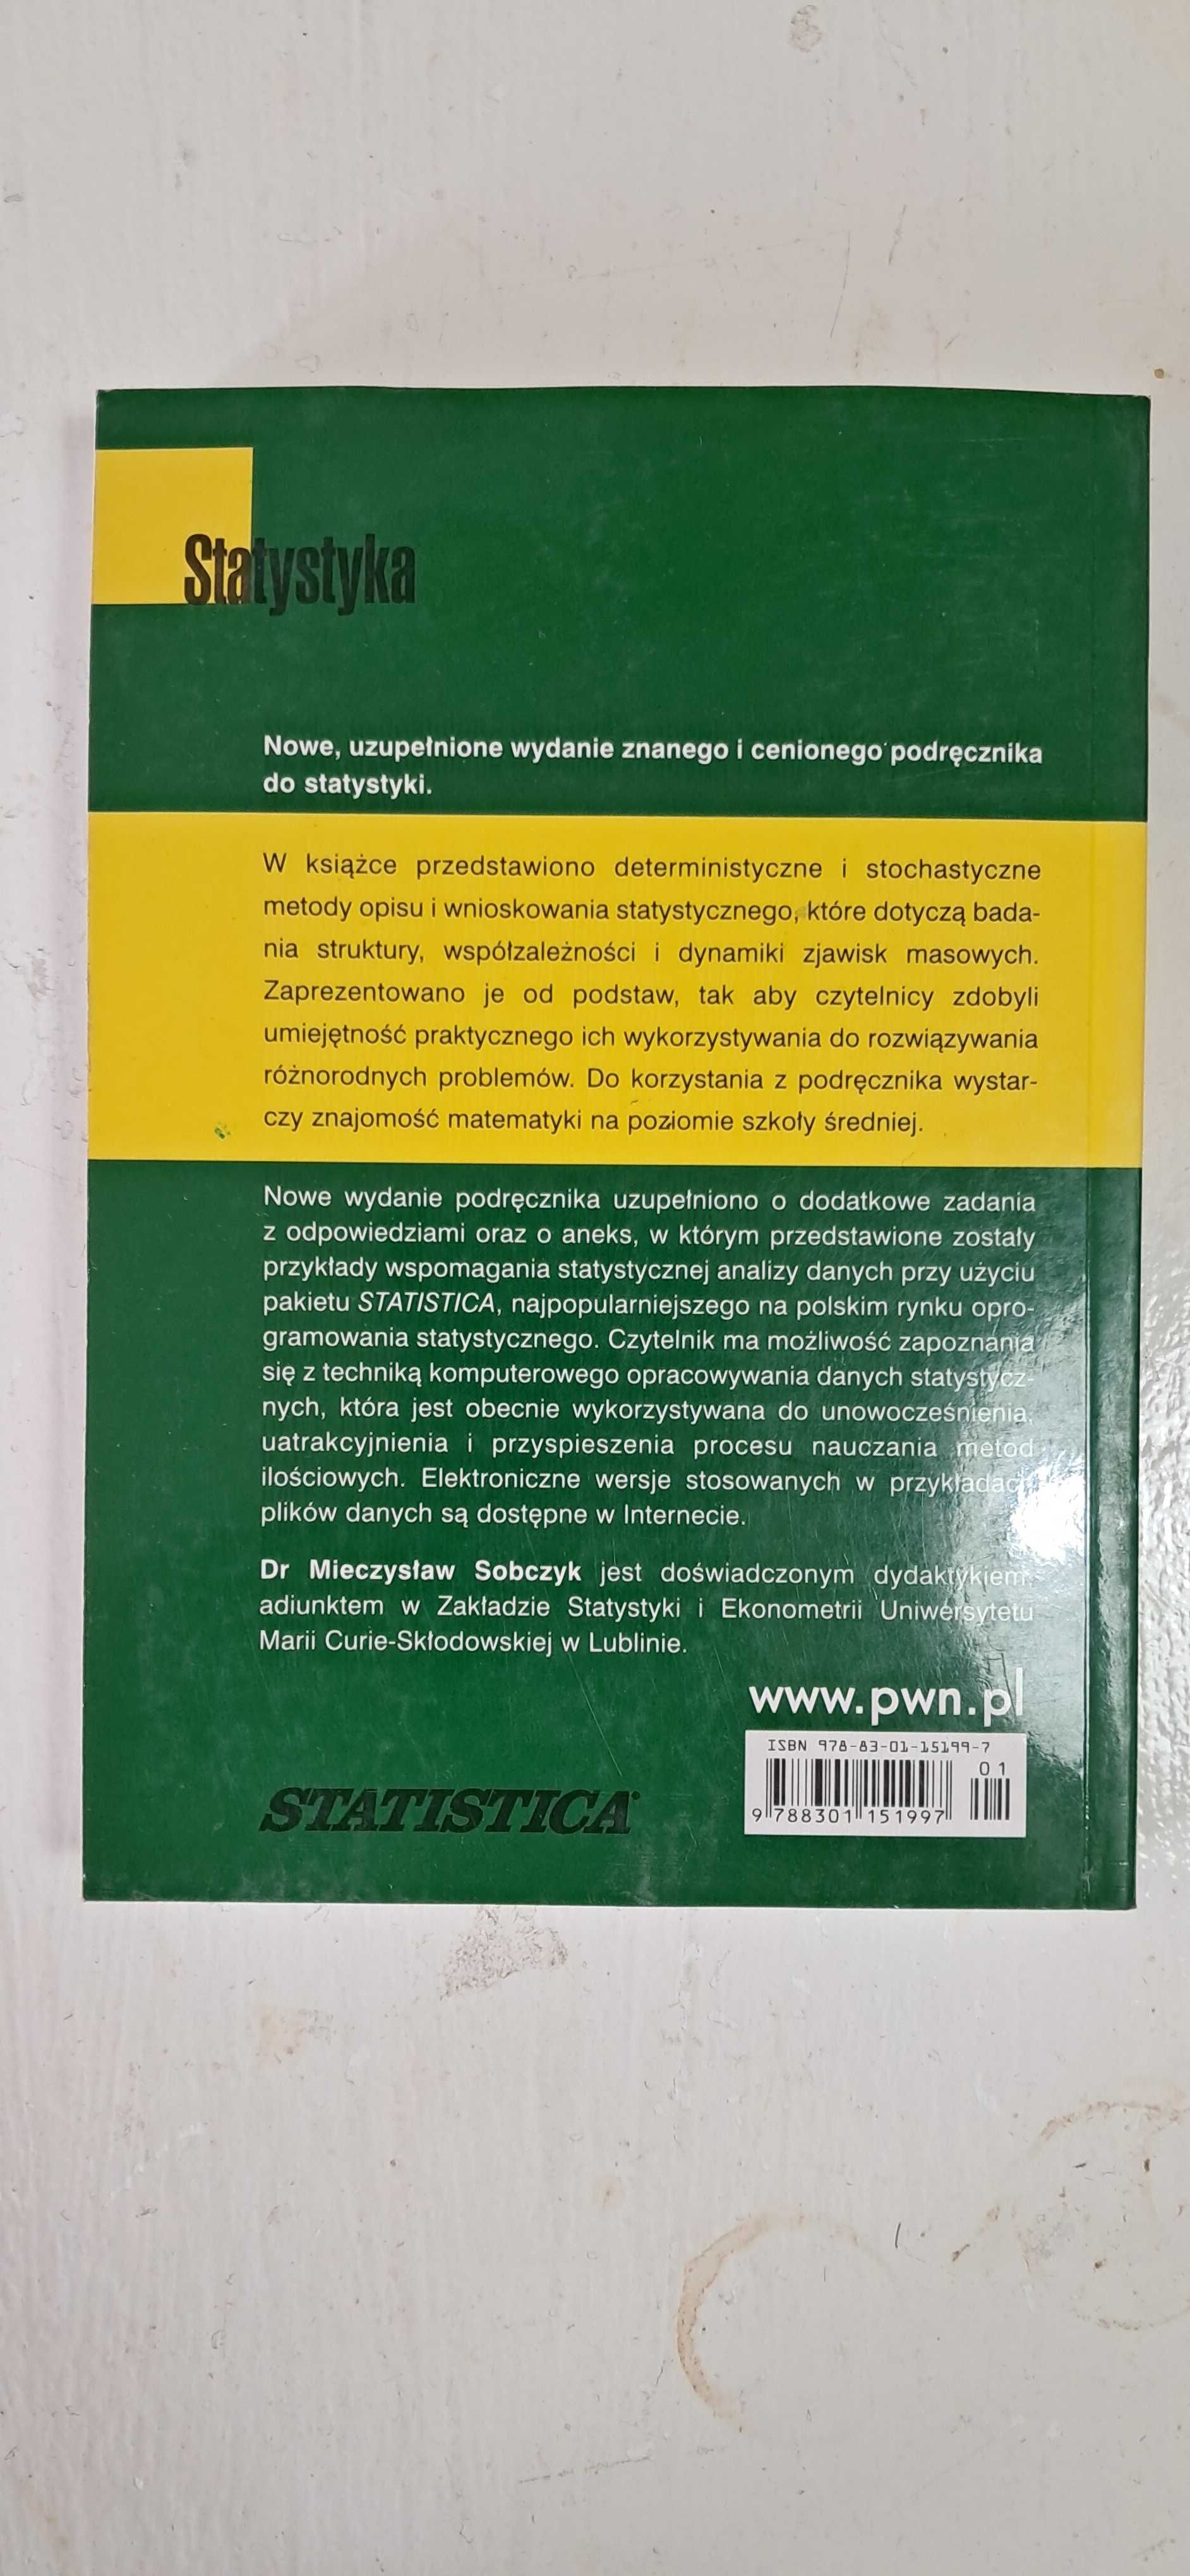 Statystyka
Nowe, uzupełnione wydanie znanego i cenionego podręcznika
do statystyki.
W książce przedstawiono deterministyczne i stochastyczne
metody opisu i wnioskowania statystycznego, które dotyczą bada-
nia struktury, współzależności i dynamiki zjawisk masowych.
Zaprezentowano je od podstaw, tak aby czytelnicy zdobyli
umiejętność praktycznego ich wykorzystywania do rozwiązywania
różnorodnych problemów. Do korzystania z podręcznika wystar-
czy znajomość matematyki na poziomie szkoły średniej.
Nowe wydanie podręcznika uzupełniono o dodatkowe zadania
z odpowiedziami oraz o aneks, w którym przedstawione zostały
przykłady wspomagania statystycznej analizy danych przy użyciu
pakietu STATISTICA, najpopularniejszego na polskim rynku opro-
gramowania statystycznego. Czytelnik ma możliwość zapoznania
się z techniką komputerowego opracowywania danych statystycz-
nych, która jest obecnie wykorzystywana do unowocześnienia,
uatrakcyjnienia i przyspieszenia procesu nauczania metod
ilościowych. Elektroniczne wersje stosowanych w przykładach
plików danych są dostępne w Internecie.
Dr Mieczysław Sobczyk jest doświadczonym dydaktykiem,
adiunktem w Zakładzie Statystyki i Ekonometrii Uniwersytetu
Marii Curie-Skłodowskiej w Lublinie.
www.pwn.pl
ISBN 978-83-01-15199-7
01
9 788301 151997
STATISTICA